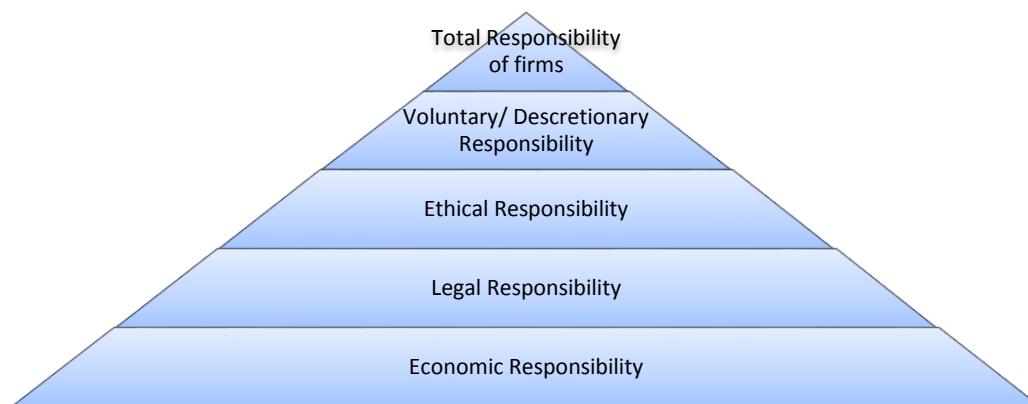 Total Responsibility
of firms
Voluntary/ Descretionary
Responsibility
Ethical Responsibility
Legal Responsibility
Economic Responsibility